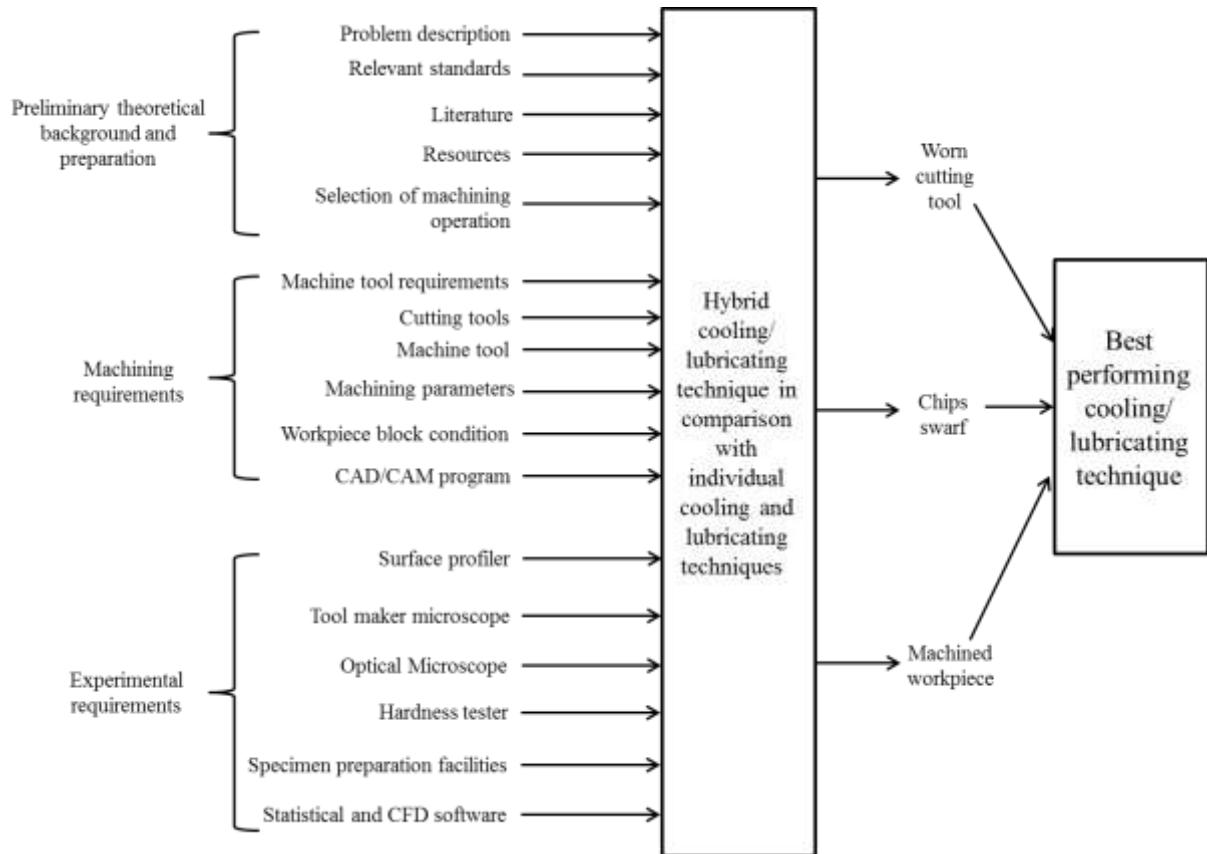 Preliminary theoretical
background and
preparation
Problem description
Relevant standards
Literature
Resources
Selection of machining
operation
Machining
requirements
Machine tool requirements
Cutting tools
Machine tool
Machining parameters
Workpiece block condition
CAD/CAM program
Experimental
requirements
Surface profiler
Tool maker microscope
Optical Microscope
Hardness tester
Specimen preparation facilities
Statistical and CFD software
Hybrid
cooling/
lubricating
technique in
comparison
with
individual
cooling and
lubricating
techniques
Worn
cutting
tool
Chips
swarf
Machined
workpiece
Best
performing
cooling/
lubricating
technique